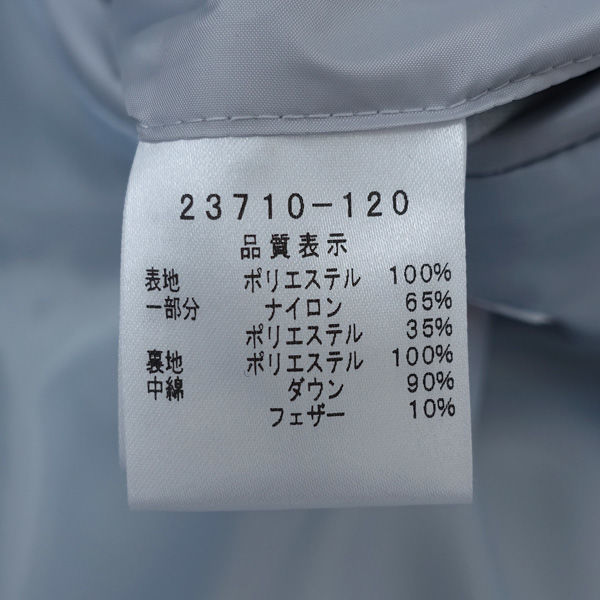 23710-120
品質表示
表地 ポリエステル 100%
一部分 ナイロン 65%
ポリエステル 35%
裏地 ポリエステル 100%
中綿 ダウン 90%
フェザー 10%